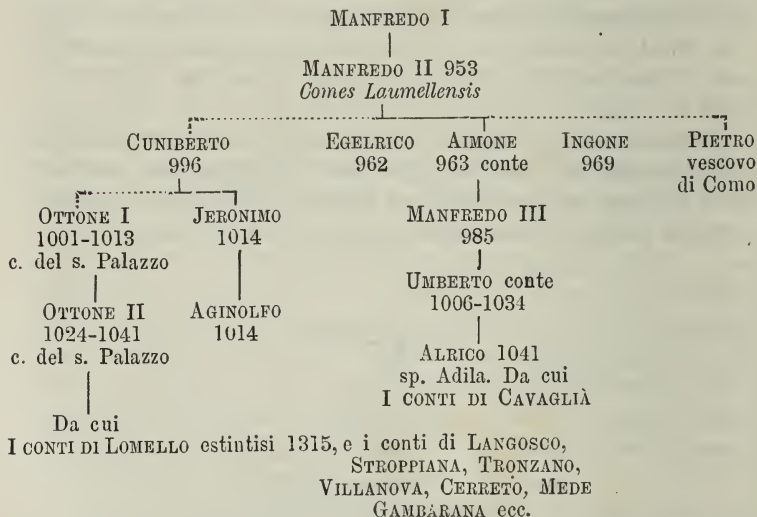 MANFREDO I
MANFREDO II 953
Comes Laumellensis
CUNIBERTO EGELRICO AIMONE INGONE PIETRO
996 962 963 conte 969 vescovo
di Como
OTTONE I JERONIMO MANFREDO III
1001-1013 1014 985
c. del s. Palazzo
UMBERTO conte
OTTONE II AGINOLFO 1006-1034
1024-1041 1014
c. del s. Palazzo ALRICO 1041
sp. Adila. Da cui
I CONTI DI CAVAGLIÀ
Da cui
I CONTI DI LOMELLO estintisi 1315, e i conti di LANGOSCO,
STROPPIANA, TRONZANO,
VILLANOVA, CERRETO, MEDE
GAMBARANA ecc.